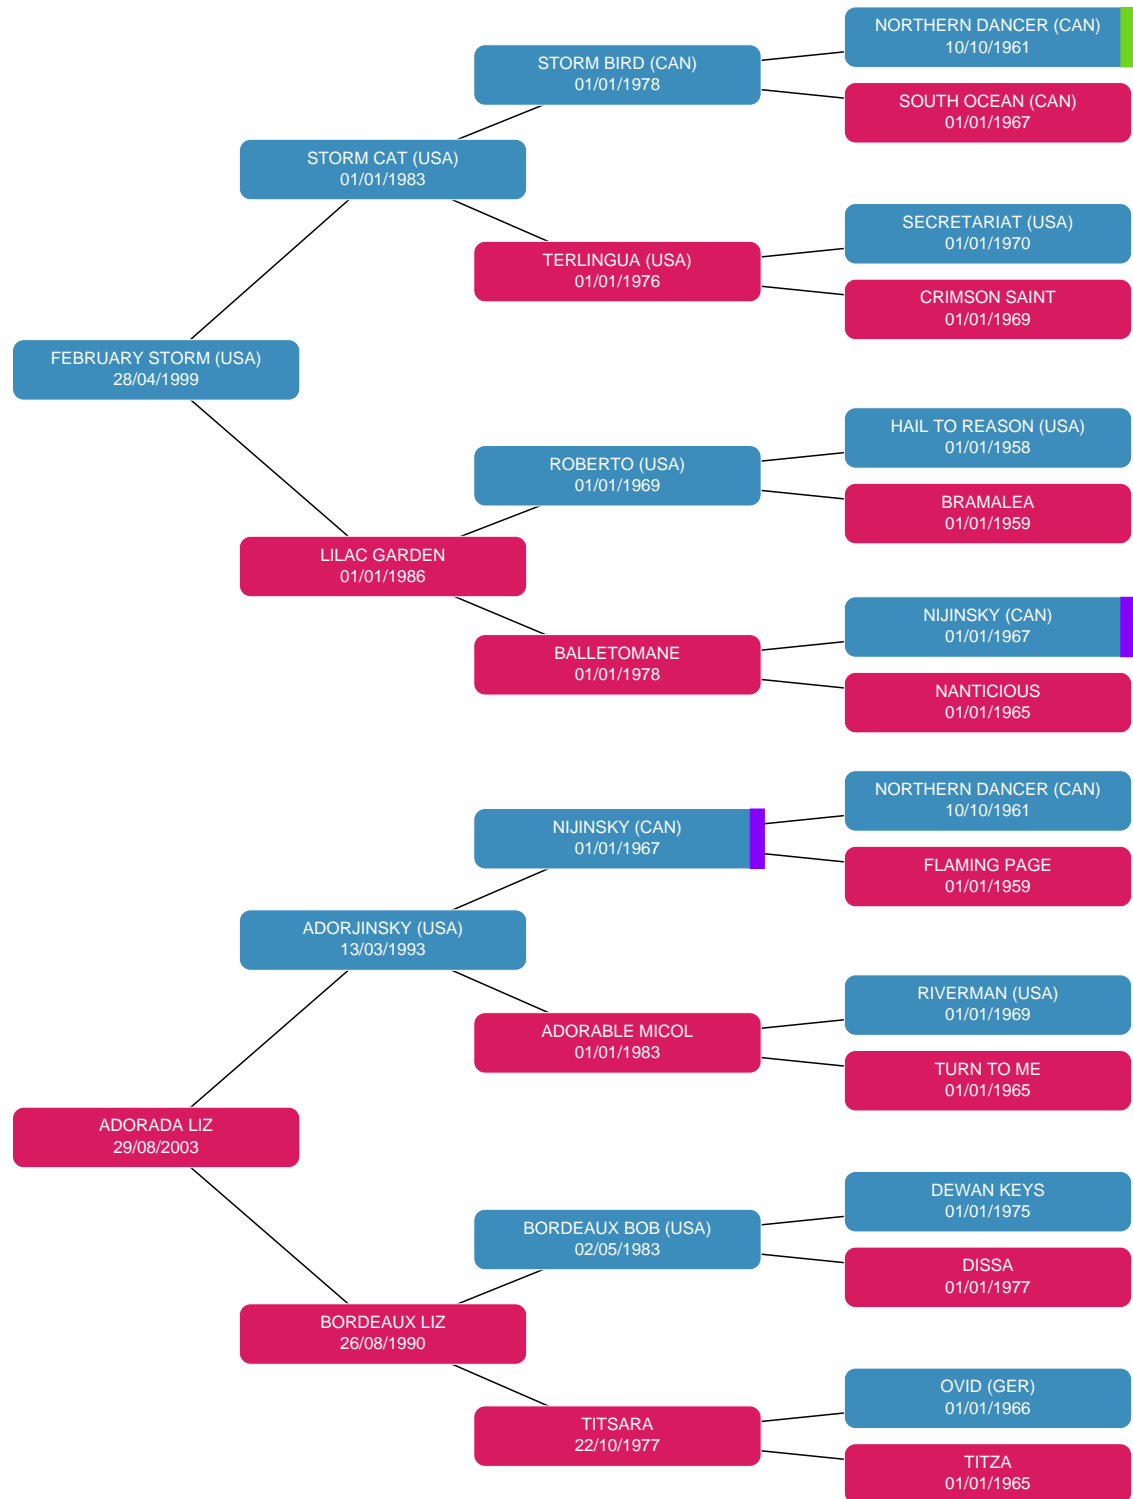 NORTHERN DANCER (CAN)
10/10/1961
STORM BIRD (CAN)
01/01/1978
SOUTH OCEAN (CAN)
01/01/1967
STORM CAT (USA)
01/01/1983
SECRETARIAT (USA)
01/01/1970
TERLINGUA (USA)
01/01/1976
CRIMSON SAINT
01/01/1969
FEBRUARY STORM (USA)
28/04/1999
HAIL TO REASON (USA)
01/01/1958
ROBERTO (USA)
01/01/1969
BRAMALEA
01/01/1959
LILAC GARDEN
01/01/1986
NIJINSKY (CAN)
01/01/1967
BALLETOMANE
01/01/1978
NANTICIOUS
01/01/1965
NORTHERN DANCER (CAN)
10/10/1961
NIJINSKY (CAN)
01/01/1967
FLAMING PAGE
01/01/1959
ADORJINSKY (USA)
13/03/1993
RIVERMAN (USA)
01/01/1969
ADORABLE MICOL
01/01/1983
TURN TO ME
01/01/1965
ADORADA LIZ
29/08/2003
DEWAN KEYS
01/01/1975
BORDEAUX BOB (USA)
02/05/1983
DISSA
01/01/1977
BORDEAUX LIZ
26/08/1990
OVID (GER)
01/01/1966
TITSARA
22/10/1977
TITZA
01/01/1965